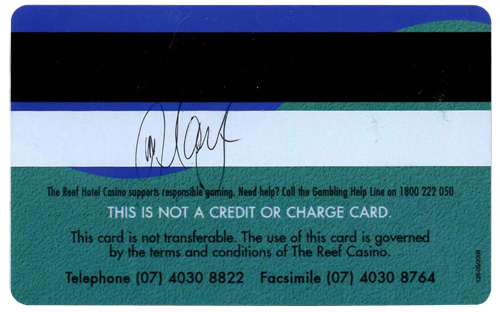 The Reef Hotel Casino supports responsible gaming. Need help? Call the Gambling Help Line on 1800 222 050
THIS IS NOT A CREDIT OR CHARGE CARD.
This card is not transferable. The use of this card is governed
by the terms and conditions of The Reef Casino.
Telephone (07) 4030 8822 Facsimile (07) 4030 8764